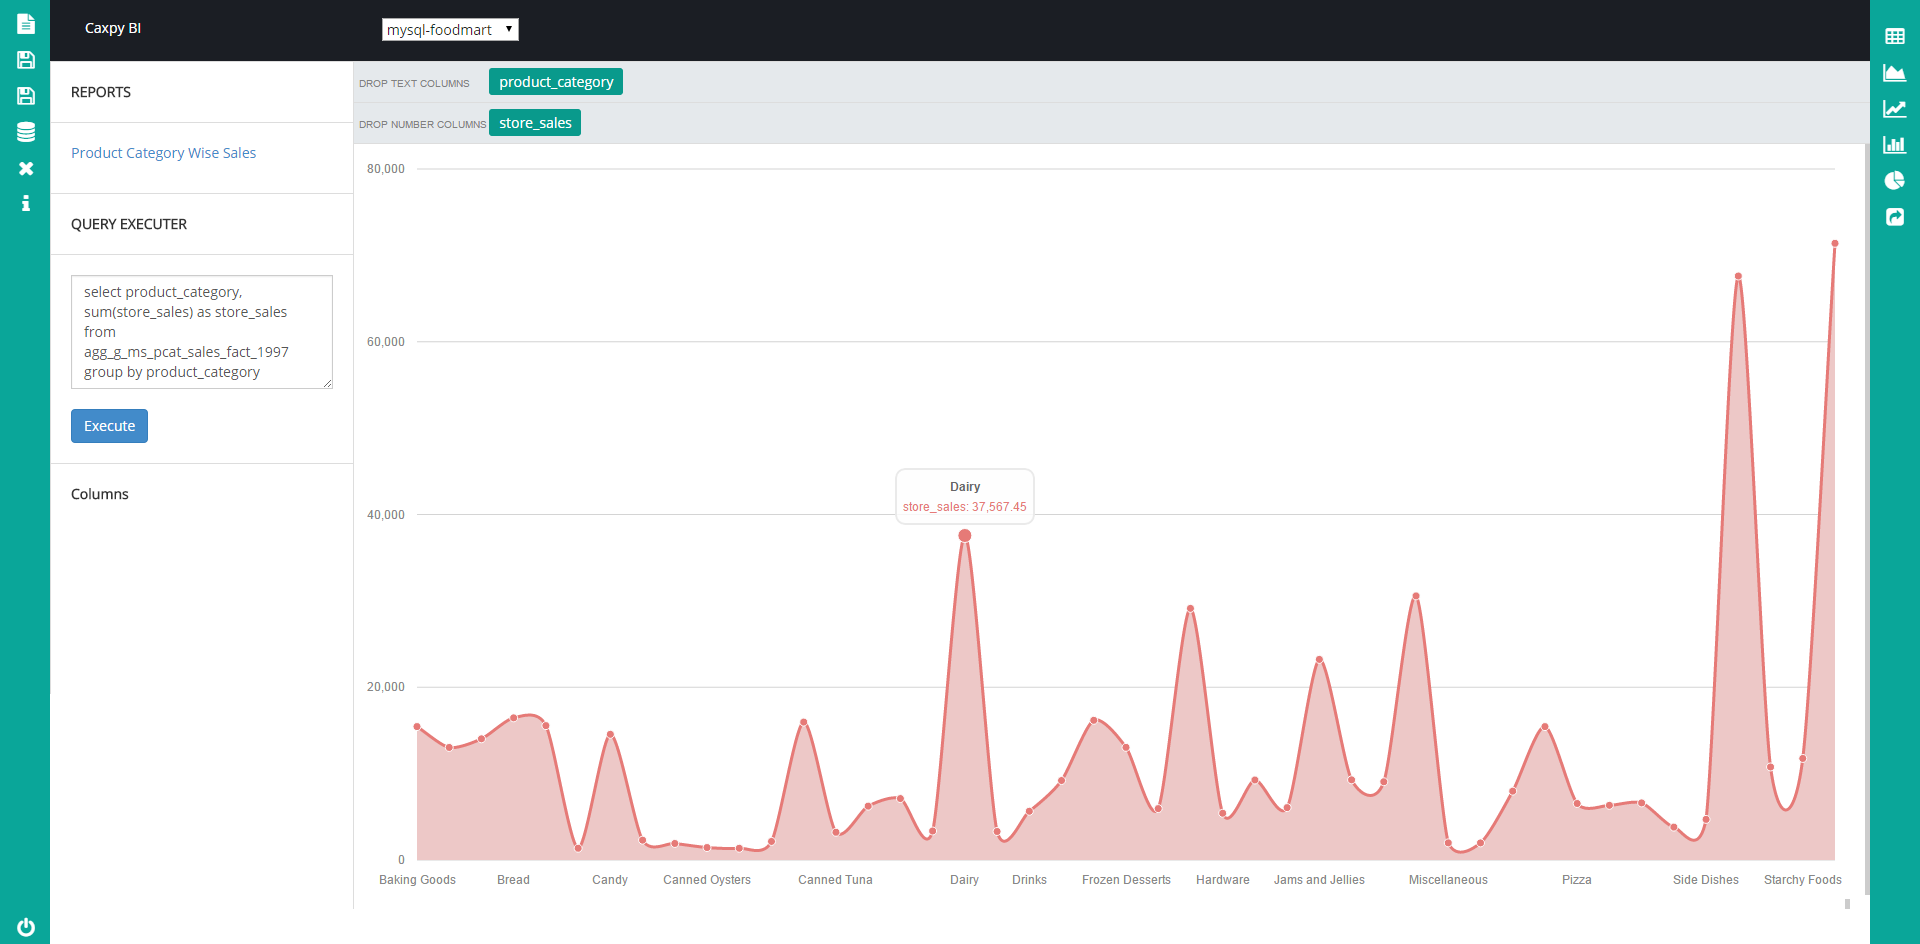 Caxpy BI
mysql-foodmart
REPORTS
Product Category Wise Sales
QUERY EXECUTER
select product_category,
sum(store_sales) as store_sales
from
agg_g_ms_pcat_sales_fact_1997
group by product_category
Execute
Columns
DROP TEXT COLUMNS product_category
DROP NUMBER COLUMNS store_sales
80,000
60,000
40,000
20,000
0
Dairy
store_sales: 37,567.45
Baking Goods Bread Candy Canned Oysters Canned Tuna Dairy Drinks Frozen Desserts Hardware Jams and Jellies Miscellaneous Pizza Side Dishes Starchy Foods